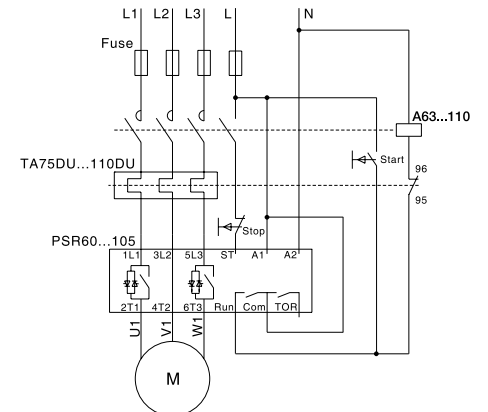 L1 L2 L3 L N
Fuse
A63...110
Start
96
TA75DU...110DU
95
Stop
PSR60...105
1L1 3L2 5L3 ST A1 A2
2T1 4T2 6T3 Run Com TOR
U1 V1 W1
M